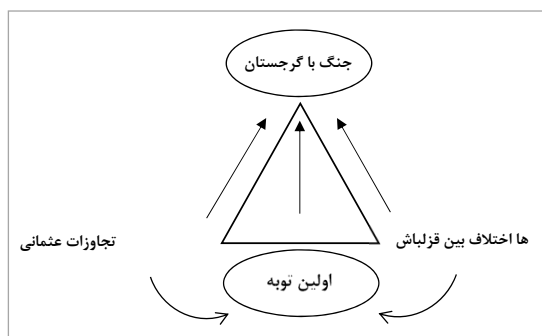 جنگ با گرجستان
ها اختلاف بین قزلباش
تجاوزات عثمانی
اولین توبه